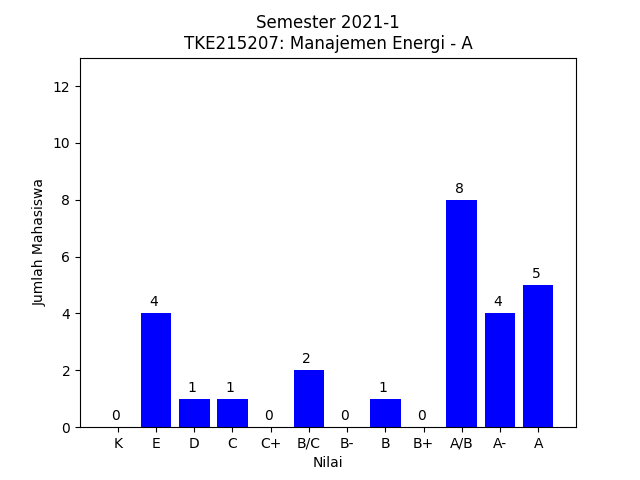 Semester 2021-1
TKE215207: Manajemen Energi - A
12
10
8
6
4
2
0
Jumlah Mahasiswa
0 4 1 1 0 2 0 1 0 8 4 5
K E D C C+ B/C B- B B+ A/B A- A
Nilai